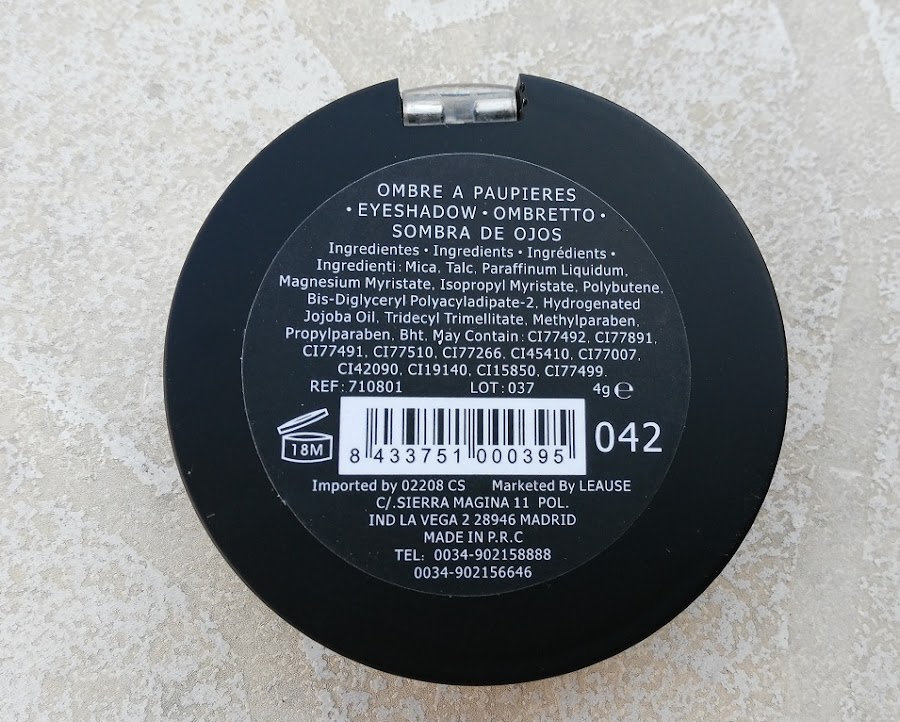 OMBRE A PAUPIERES
• EYESHADOW • OMBRETTO •
SOMBRA DE OJOS
Ingredientes • Ingredients • Ingrédients •
Ingredienti: Mica, Talc, Paraffinum Liquidum,
Magnesium Myristate, Isopropyl Myristate, Polybutene,
Bis-Diglyceryl Polyacyladipate-2, Hydrogenated
Jojoba Oil, Tridecyl Trimellitate, Methylparaben,
Propylparaben, Bht, May Contain: CI77492, CI77891,
CI77491, CI77510, CI77266, CI45410, CI77007,
CI42090, CI19140, CI15850, CI77499.
REF: 710801 LOT: 037 4g ℮
18M 8 433751 000395 042
Imported by 02208 CS Marketed By LEAUSE
C/.SIERRA MAGINA 11 POL.
IND LA VEGA 2 28946 MADRID
MADE IN P.R.C
TEL: 0034-902158888
0034-902156646